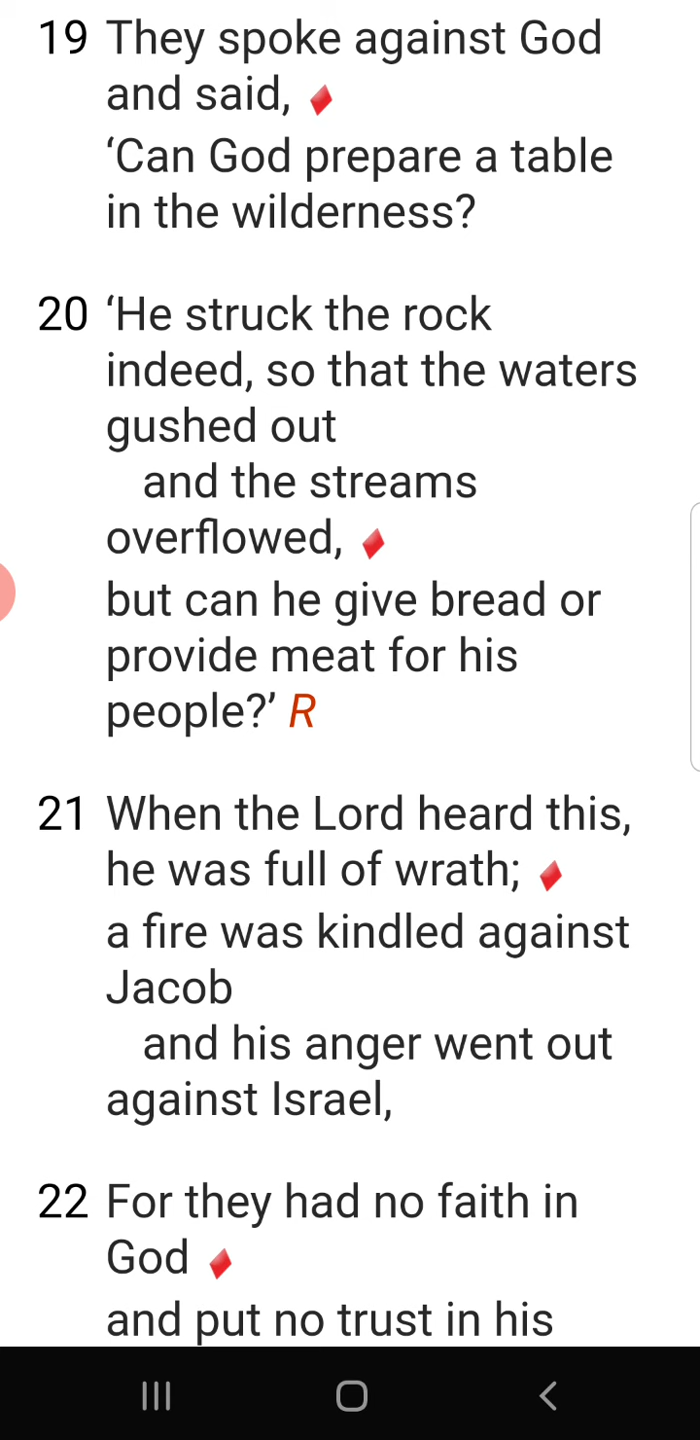 19 They spoke against God
and said, ♦
‘Can God prepare a table
in the wilderness?
20 ‘He struck the rock
indeed, so that the waters
gushed out
and the streams
overflowed, ♦
but can he give bread or
provide meat for his
people?’ R
21 When the Lord heard this,
he was full of wrath; ♦
a fire was kindled against
Jacob
and his anger went out
against Israel,
22 For they had no faith in
God ♦
and put no trust in his